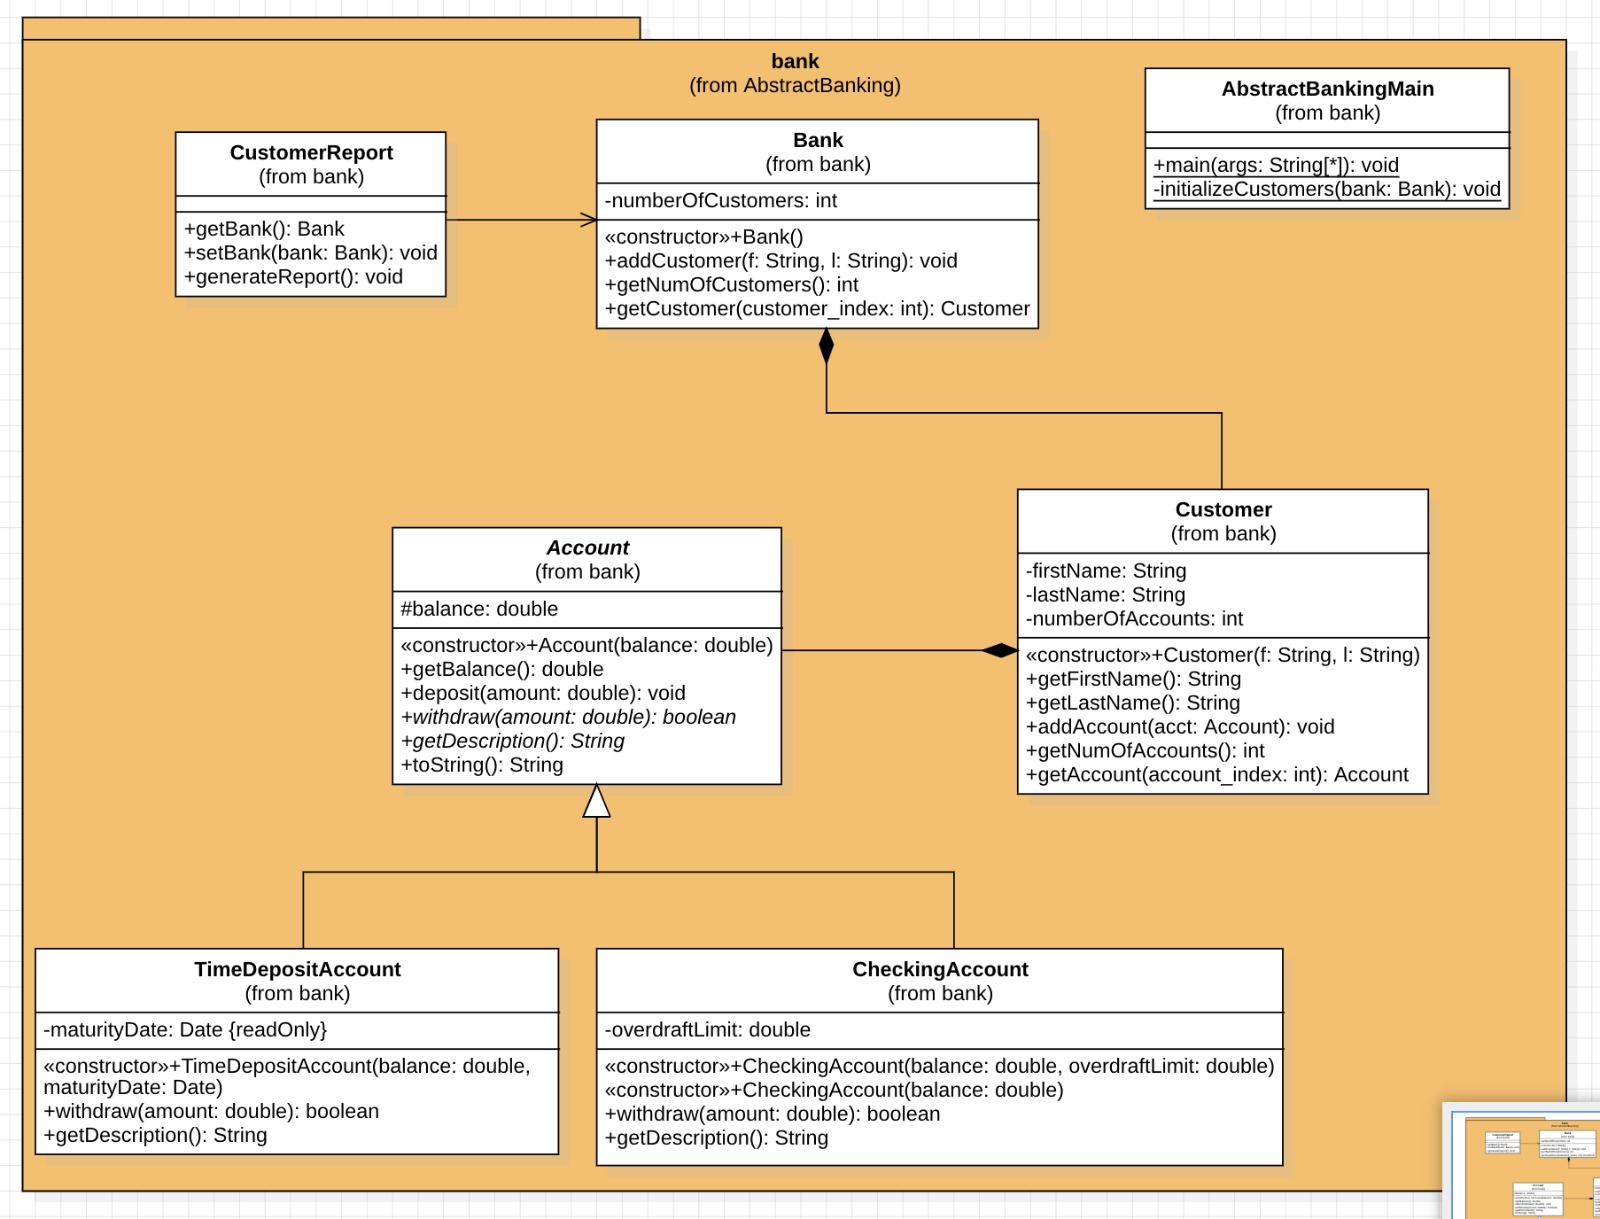 bank
(from AbstractBanking)
AbstractBankingMain
(from bank)
+main(args: String[*]): void
-initializeCustomers(bank: Bank): void
CustomerReport
(from bank)
+getBank(): Bank
+setBank(bank: Bank): void
+generateReport(): void
Bank
(from bank)
-numberOfCustomers: int
«constructor»+Bank()
+addCustomer(f: String, l: String): void
+getNumOfCustomers(): int
+getCustomer(customer_index: int): Customer
Account
(from bank)
#balance: double
«constructor»+Account(balance: double)
+getBalance(): double
+deposit(amount: double): void
+withdraw(amount: double): boolean
+getDescription(): String
+toString(): String
Customer
(from bank)
-firstName: String
-lastName: String
-numberOfAccounts: int
«constructor»+Customer(f: String, l: String)
+getFirstName(): String
+getLastName(): String
+addAccount(acct: Account): void
+getNumOfAccounts(): int
+getAccount(account_index: int): Account
TimeDepositAccount
(from bank)
-maturityDate: Date {readOnly}
«constructor»+TimeDepositAccount(balance: double,
maturityDate: Date)
+withdraw(amount: double): boolean
+getDescription(): String
CheckingAccount
(from bank)
-overdraftLimit: double
«constructor»+CheckingAccount(balance: double, overdraftLimit: double)
«constructor»+CheckingAccount(balance: double)
+withdraw(amount: double): boolean
+getDescription(): String